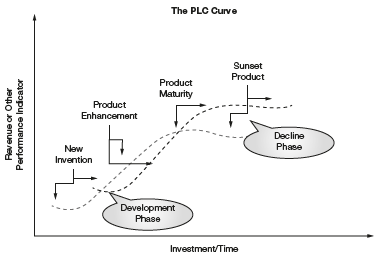 The PLC Curve
Revenue or Other
Performance Indicator
New
Invention
Product
Enhancement
Product
Maturity
Sunset
Product
Development
Phase
Decline
Phase
Investment/Time